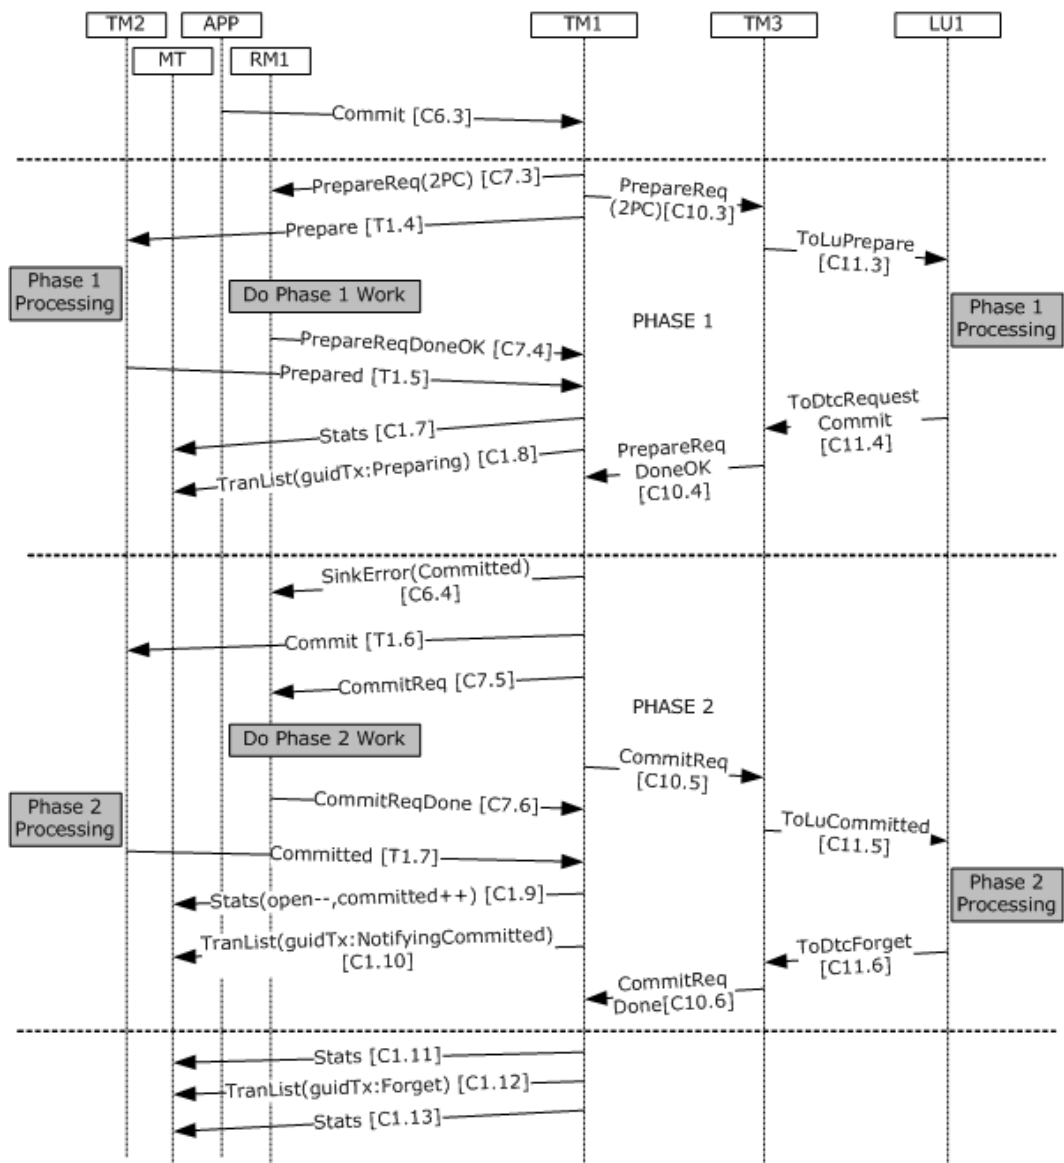 TM2
APP
TM1
TM3
LU1
MT
RM1
Commit [C6.3]
PrepareReq(2PC) [C7.3]
PrepareReq
(2PC)[C10.3]
Prepare [T1.4]
ToLuPrepare
[C11.3]
Phase 1
Processing
Do Phase 1 Work
PHASE 1
Phase 1
Processing
PrepareReqDoneOK [C7.4]
Prepared [T1.5]
ToDtcRequest
Commit
[C11.4]
Stats [C1.7]
TranList(guidTx:Preparing) [C1.8]
PrepareReq
DoneOK
[C10.4]
SinkError(Committed)
[C6.4]
Commit [T1.6]
CommitReq [C7.5]
PHASE 2
Do Phase 2 Work
CommitReq
[C10.5]
Phase 2
Processing
CommitReqDone [C7.6]
ToLuCommitted
[C11.5]
Committed [T1.7]
Stats(open--,committed++) [C1.9]
Phase 2
Processing
TranList(guidTx:NotifyingCommitted)
[C1.10]
ToDtcForget
[C11.6]
CommitReq
Done[C10.6]
Stats [C1.11]
TranList(guidTx:Forget) [C1.12]
Stats [C1.13]